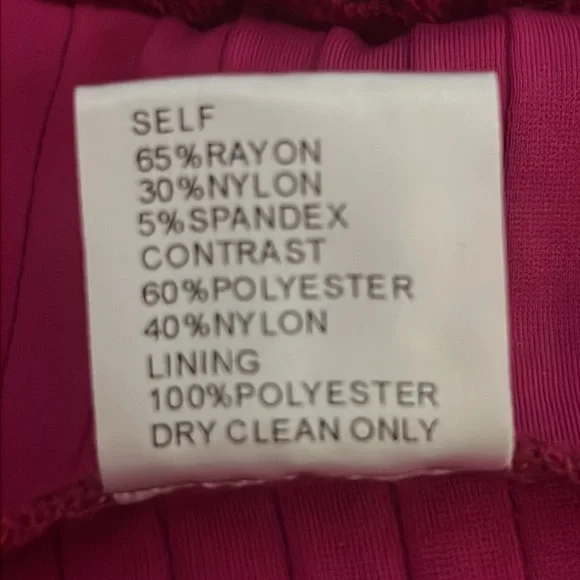 SELF
65%RAYON
30%NYLON
5%SPANDEX
CONTRAST
60%POLYESTER
40%NYLON
LINING
100%POLYESTER
DRY CLEAN ONLY